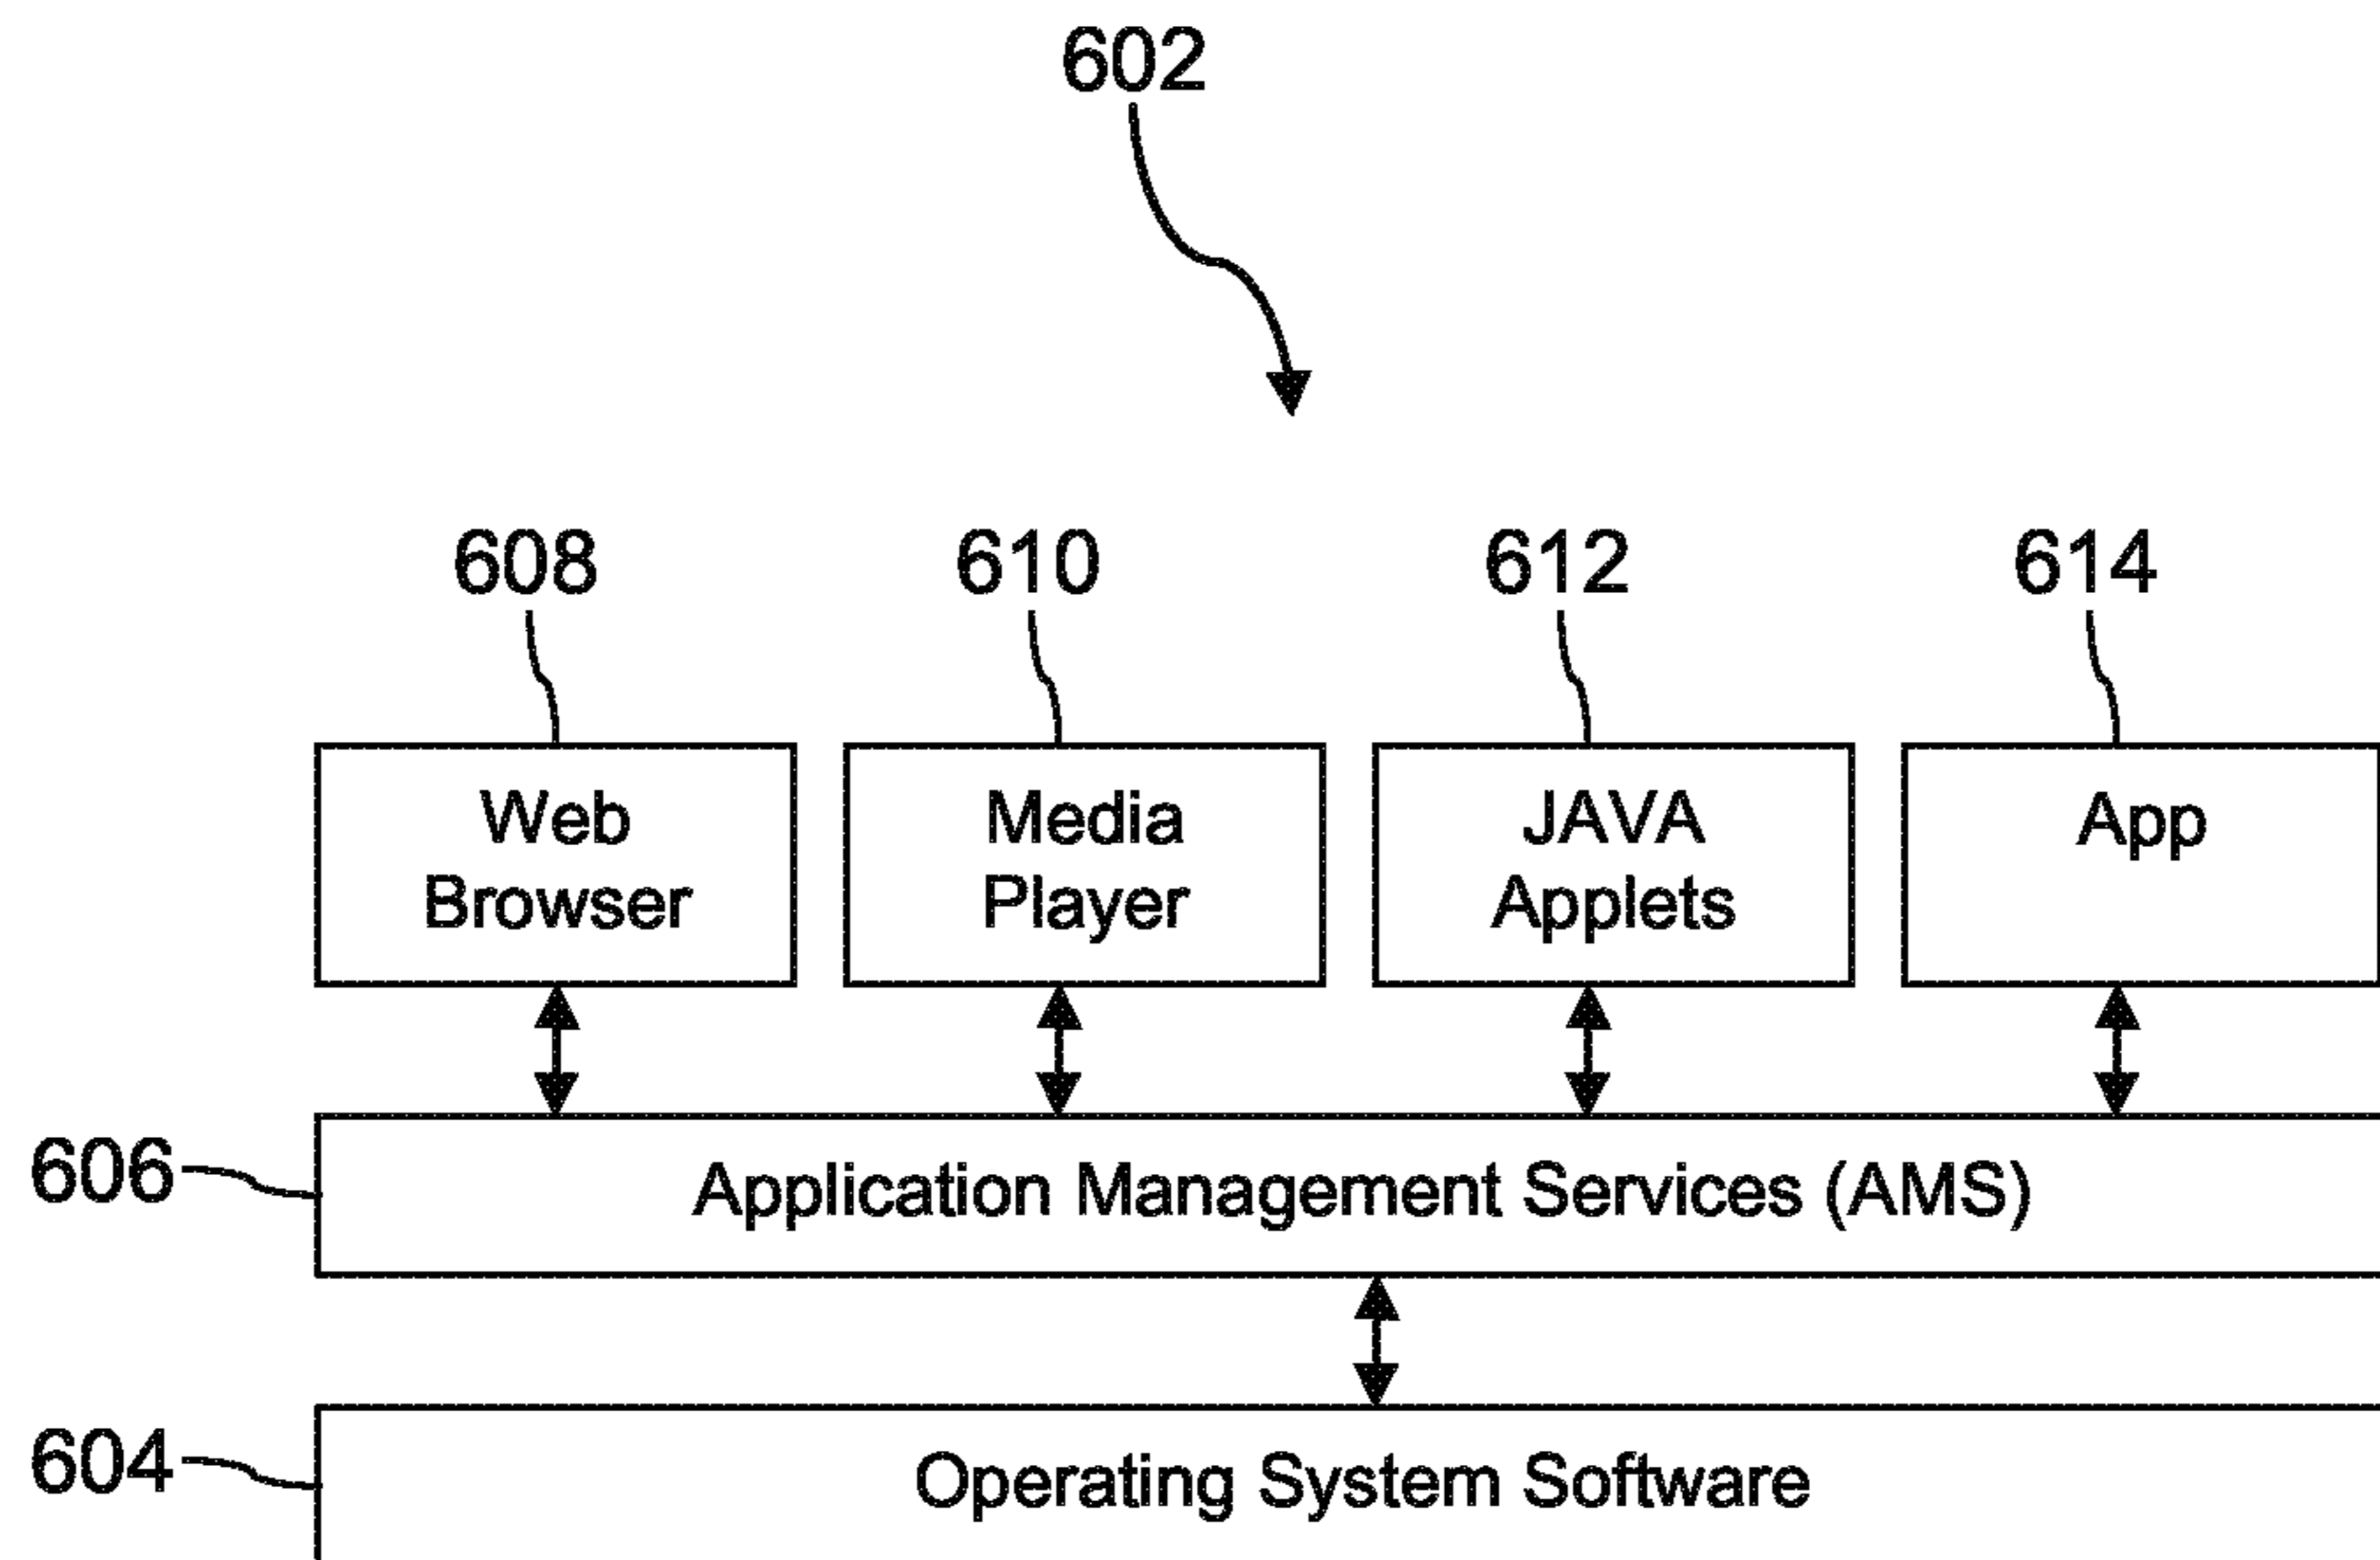 602
608
610
612
614
Web
Browser
Media
Player
JAVA
Applets
App
606
Application Management Services (AMS)
604
Operating System Software